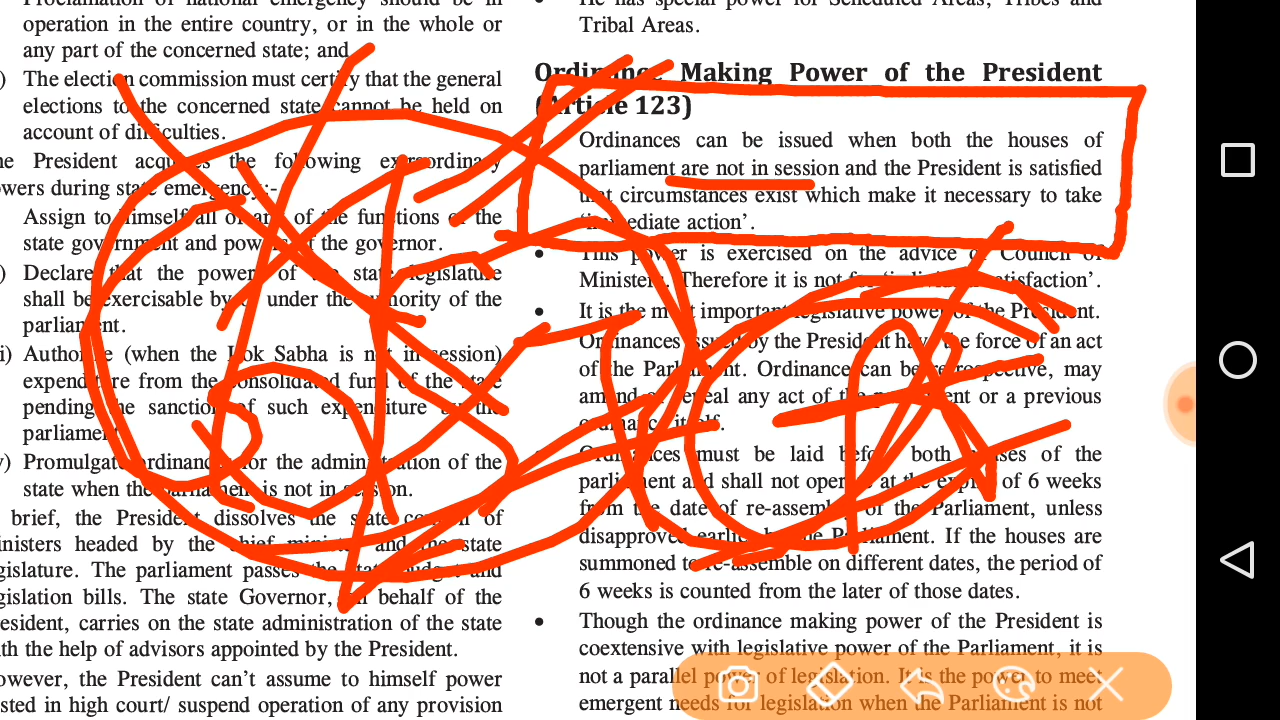 Proclamation of national emergency should be in
operation in the entire country, or in the whole or
any part of the concerned state; and
) The election commission must certify that the general
elections to the concerned state cannot be held on
account of difficulties.
he President acquires the following extraordinary
owers during state emergency:-
Assign to himself all or any of the functions of the
state government and powers of the governor.
) Declare that the powers of the state legislature
shall be exercisable by or under the authority of the
parliament.
i) Authorize (when the Lok Sabha is not in session)
expenditure from the consolidated fund of the state
pending the sanction of such expenditure by the
parliament.
v) Promulgate ordinance for the administration of the
state when the parliament is not in session.
brief, the President dissolves the state council of
inisters headed by the chief minister and the state
gislature. The parliament passes the state budget and
gislation bills. The state Governor, on behalf of the
esident, carries on the state administration of the state
th the help of advisors appointed by the President.
owever, the President can't assume to himself power
sted in high court/ suspend operation of any provision
He has special power for Scheduled Areas, Tribes and
Tribal Areas.
Ordinance Making Power of the President
(Article 123)
Ordinances can be issued when both the houses of
parliament are not in session and the President is satisfied
that circumstances exist which make it necessary to take
'immediate action'.
• This power is exercised on the advice of Council of
Ministers. Therefore it is not for satisfaction'.
• It is the most important legislative power of the President.
Ordinances issued by the President have the force of an act
of the Parliament. Ordinance can be retrospective, may
amend or repeal any act of the parliament or a previous
ordinance itself.
Ordinances must be laid before both houses of the
parliament and shall not operate at the expiry of 6 weeks
from the date of re-assembly of the Parliament, unless
disapproved earlier by the Parliament. If the houses are
summoned to re-assemble on different dates, the period of
6 weeks is counted from the later of those dates.
• Though the ordinance making power of the President is
coextensive with legislative power of the Parliament, it is
not a parallel power of legislation. It is the power to meet
emergent needs for legislation when the Parliament is not